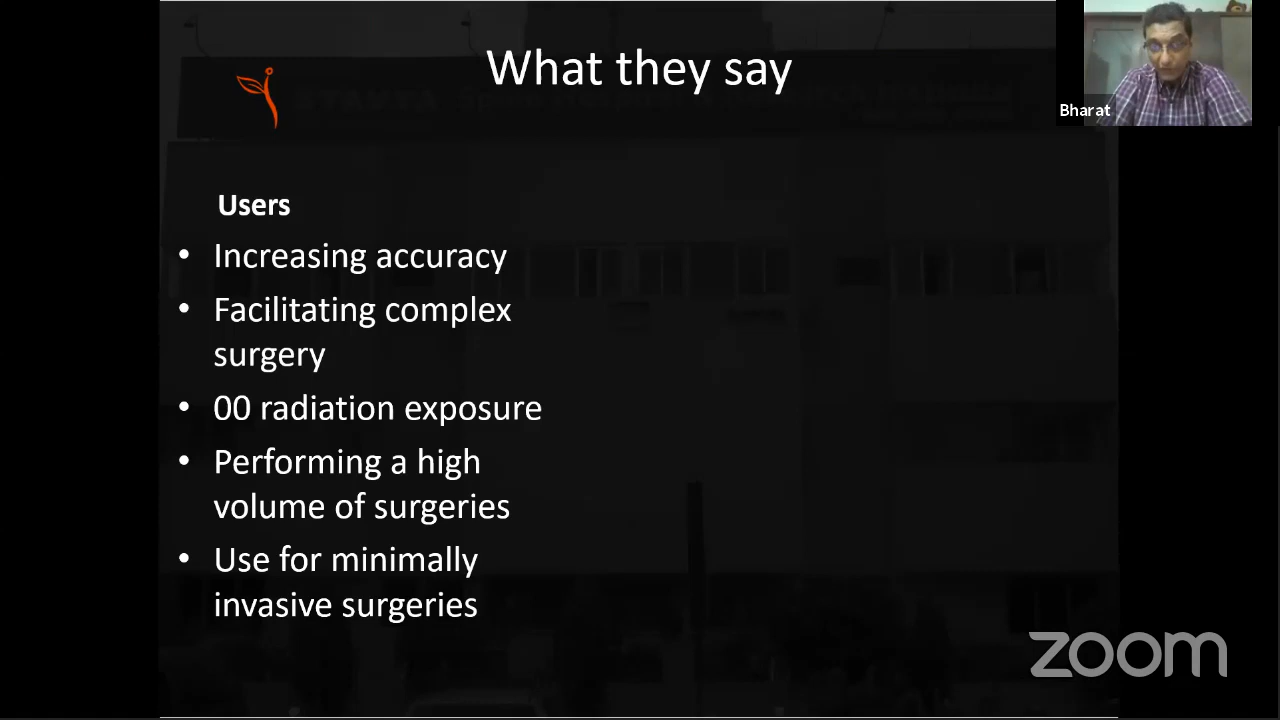 What they say
Bharat
Users
• Increasing accuracy
• Facilitating complex
surgery
• 00 radiation exposure
• Performing a high
volume of surgeries
• Use for minimally
invasive surgeries
zoom